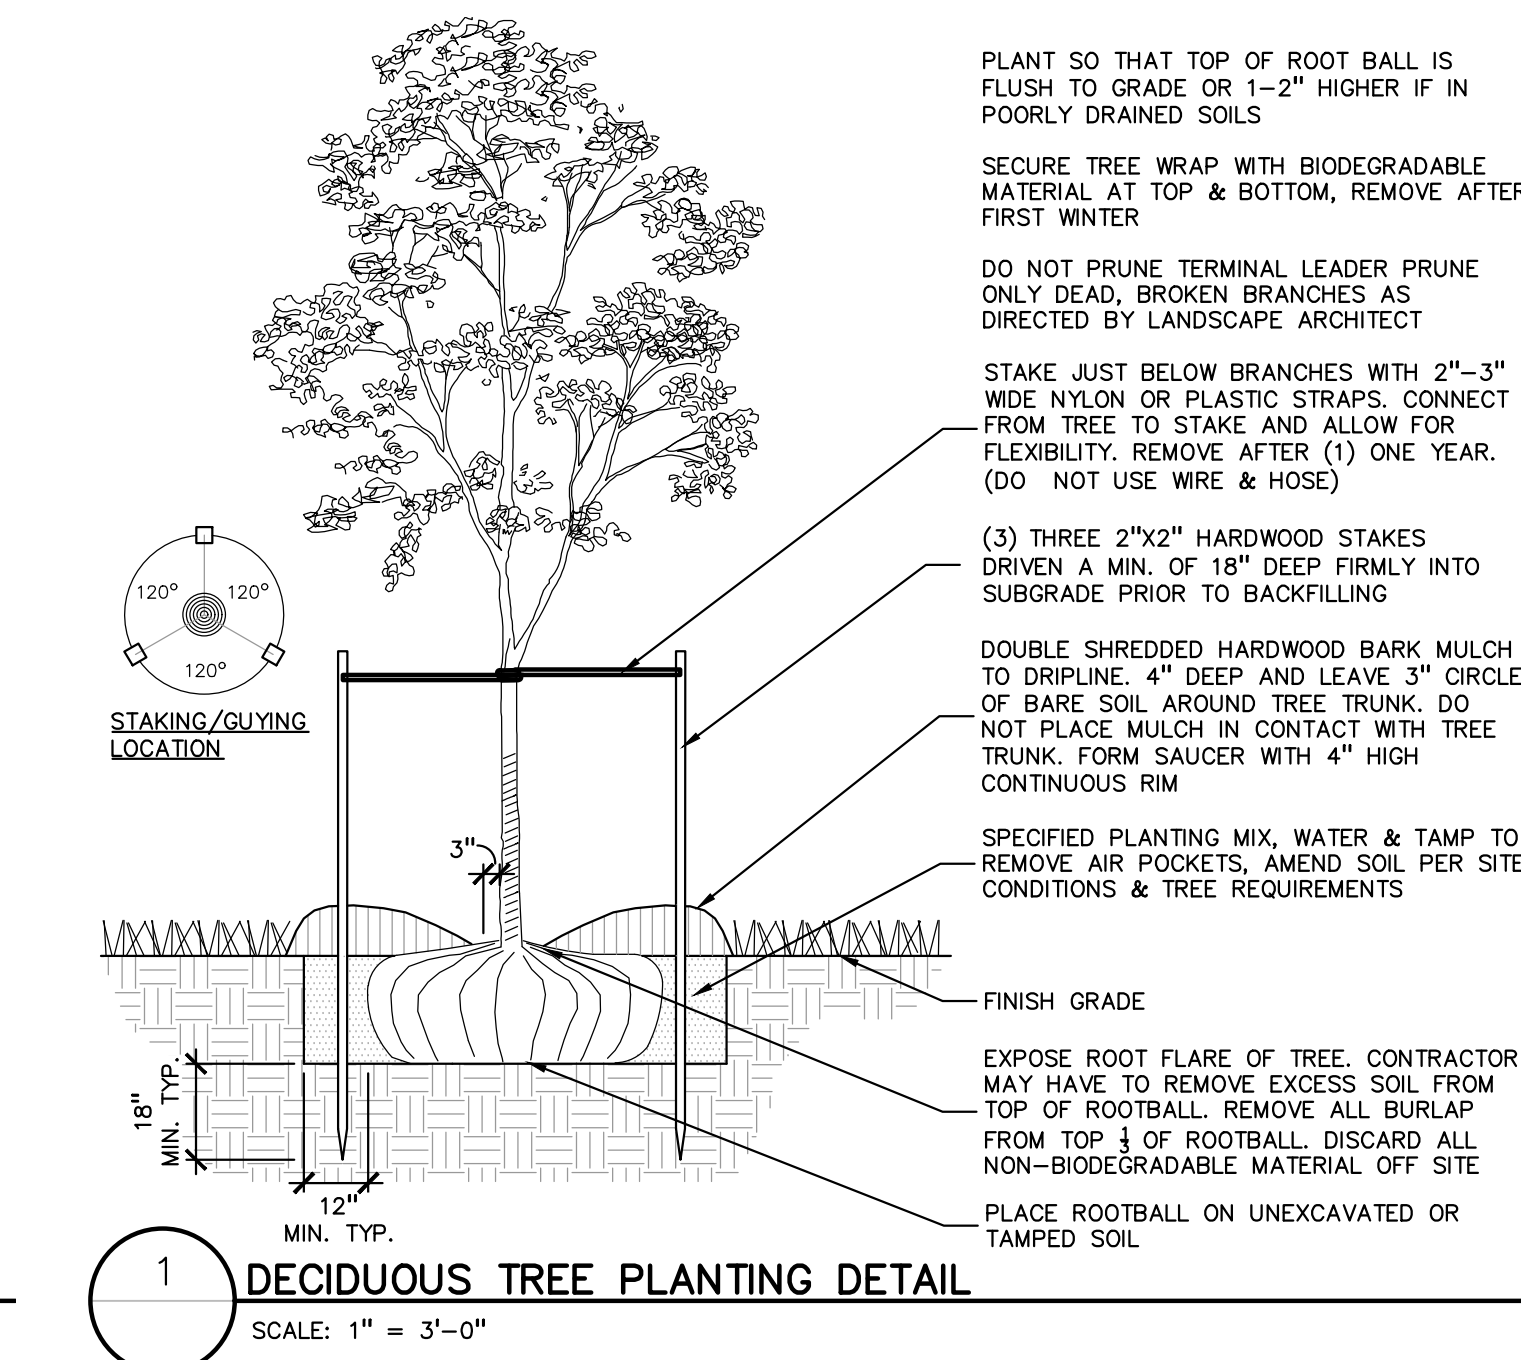 PLANT SO THAT TOP OF ROOT BALL IS
FLUSH TO GRADE OR 1-2" HIGHER IF IN
POORLY DRAINED SOILS
SECURE TREE WRAP WITH BIODEGRADABLE
MATERIAL AT TOP & BOTTOM, REMOVE AFTER
FIRST WINTER
DO NOT PRUNE TERMINAL LEADER PRUNE
ONLY DEAD, BROKEN BRANCHES AS
DIRECTED BY LANDSCAPE ARCHITECT
STAKE JUST BELOW BRANCHES WITH 2"-3"
WIDE NYLON OR PLASTIC STRAPS. CONNECT
FROM TREE TO STAKE AND ALLOW FOR
FLEXIBILITY. REMOVE AFTER (1) ONE YEAR.
(DO NOT USE WIRE & HOSE)
(3) THREE 2"X2" HARDWOOD STAKES
DRIVEN A MIN. OF 18" DEEP FIRMLY INTO
SUBGRADE PRIOR TO BACKFILLING
DOUBLE SHREDDED HARDWOOD BARK MULCH
TO DRIPLINE. 4" DEEP AND LEAVE 3" CIRCLE
OF BARE SOIL AROUND TREE TRUNK. DO
NOT PLACE MULCH IN CONTACT WITH TREE
TRUNK. FORM SAUCER WITH 4" HIGH
CONTINUOUS RIM
SPECIFIED PLANTING MIX, WATER & TAMP TO
REMOVE AIR POCKETS, AMEND SOIL PER SITE
CONDITIONS & TREE REQUIREMENTS
FINISH GRADE
EXPOSE ROOT FLARE OF TREE. CONTRACTOR
MAY HAVE TO REMOVE EXCESS SOIL FROM
TOP OF ROOTBALL. REMOVE ALL BURLAP
FROM TOP 1/3 OF ROOTBALL. DISCARD ALL
NON-BIODEGRADABLE MATERIAL OFF SITE
PLACE ROOTBALL ON UNEXCAVATED OR
TAMPED SOIL
120° 120°
120°
STAKING/GUYING
LOCATION
3"
18"
MIN. TYP.
12"
MIN. TYP.
1
DECIDUOUS TREE PLANTING DETAIL
SCALE: 1" = 3'-0"